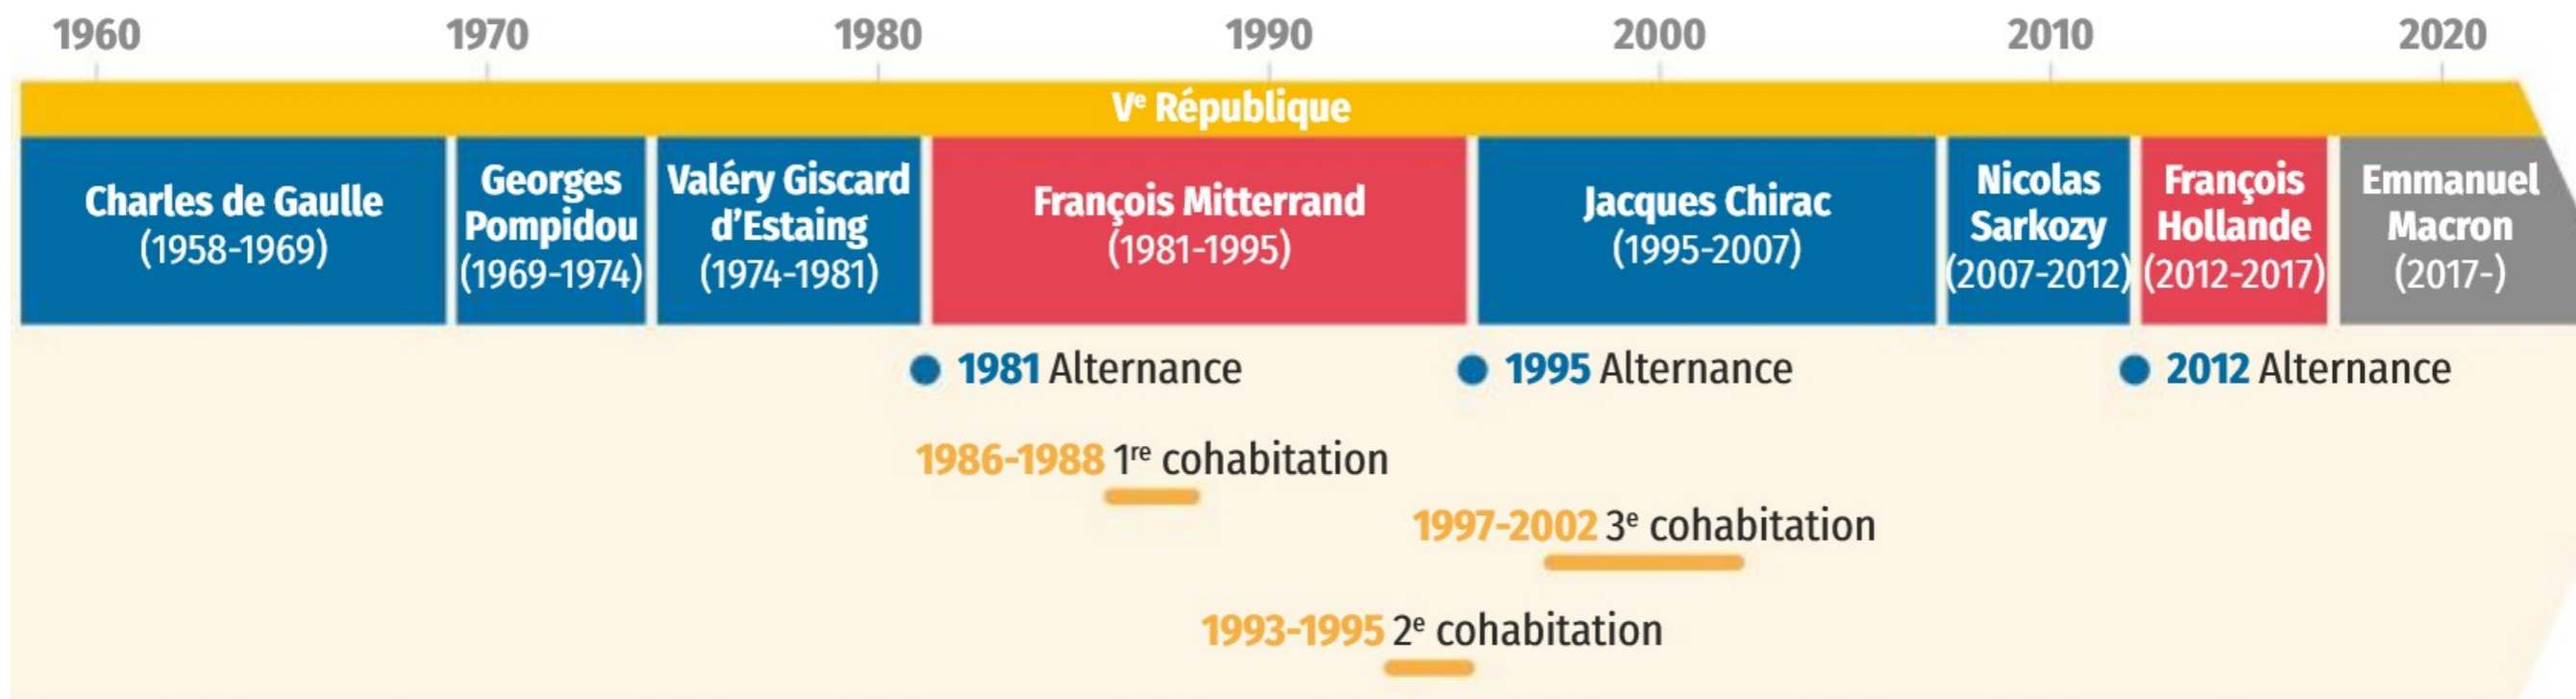 1960 1970 1980 1990 2000 2010 2020
Vᵉ République
Charles de Gaulle
(1958-1969)
Georges
Pompidou
(1969-1974)
Valéry Giscard
d’Estaing
(1974-1981)
François Mitterrand
(1981-1995)
Jacques Chirac
(1995-2007)
Nicolas
Sarkozy
(2007-2012)
François
Hollande
(2012-2017)
Emmanuel
Macron
(2017-)
1981 Alternance
1995 Alternance
2012 Alternance
1986-1988 1ʳᵉ cohabitation
1997-2002 3ᵉ cohabitation
1993-1995 2ᵉ cohabitation